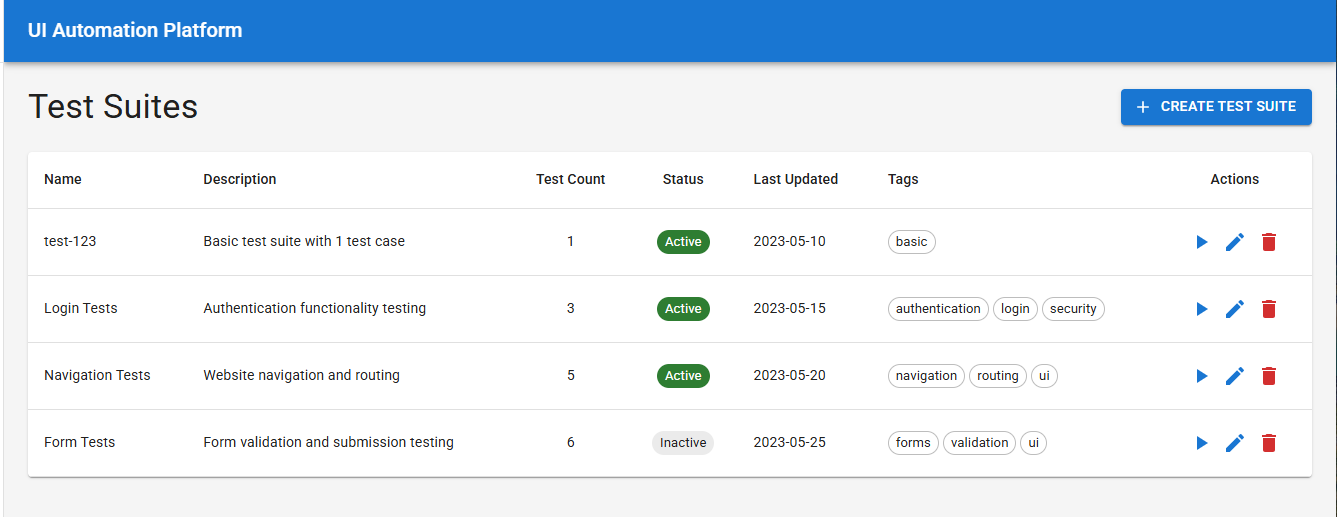 UI Automation Platform
Test Suites
CREATE TEST SUITE
Name Description Test Count Status Last Updated Tags Actions
test-123 Basic test suite with 1 test case 1 Active 2023-05-10 basic
Login Tests Authentication functionality testing 3 Active 2023-05-15 authentication login security
Navigation Tests Website navigation and routing 5 Active 2023-05-20 navigation routing ui
Form Tests Form validation and submission testing 6 Inactive 2023-05-25 forms validation ui